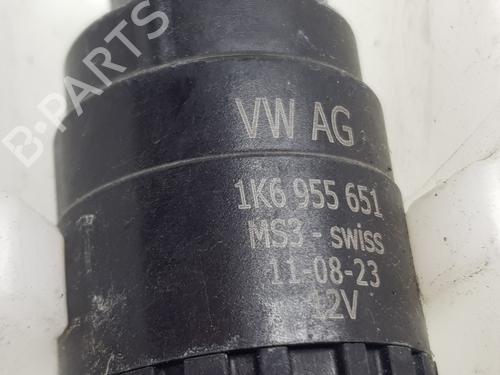 B-PARTS
VW AG
1K6 955 651
MS3 - swiss
11-08-23
12V